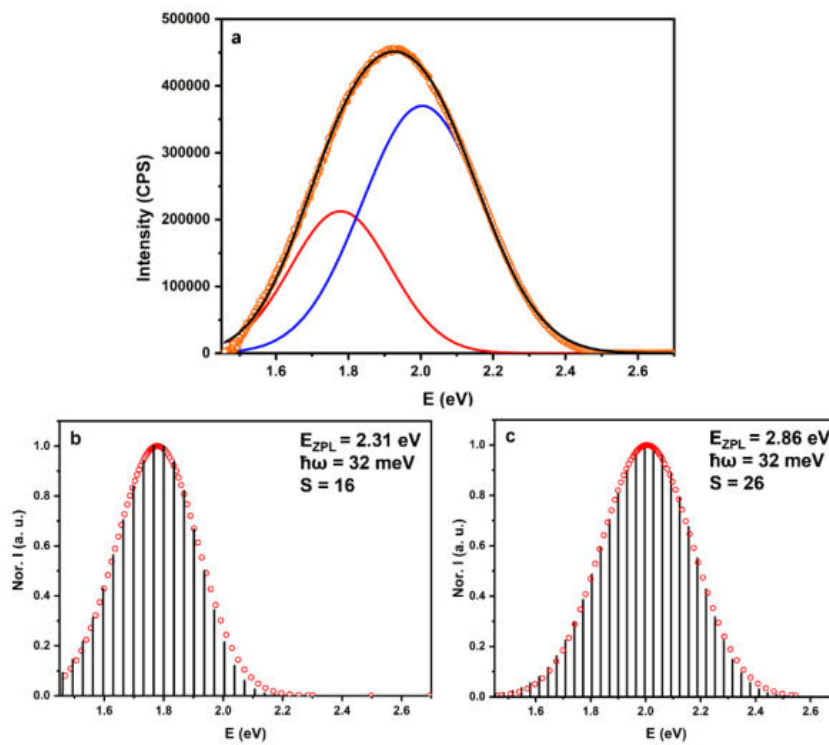 a
500000
400000
300000
200000
100000
0
Intensity (CPS)
1.6 1.8 2.0 2.2 2.4 2.6
E (eV)
b
E_ZPL = 2.31 eV
ħω = 32 meV
S = 16
1.0
0.8
0.6
0.4
0.2
0.0
Nor. I (a. u.)
1.6 1.8 2.0 2.2 2.4 2.6
E (eV)
c
E_ZPL = 2.86 eV
ħω = 32 meV
S = 26
1.0
0.8
0.6
0.4
0.2
0.0
Nor. I (a. u.)
1.6 1.8 2.0 2.2 2.4 2.6
E (eV)